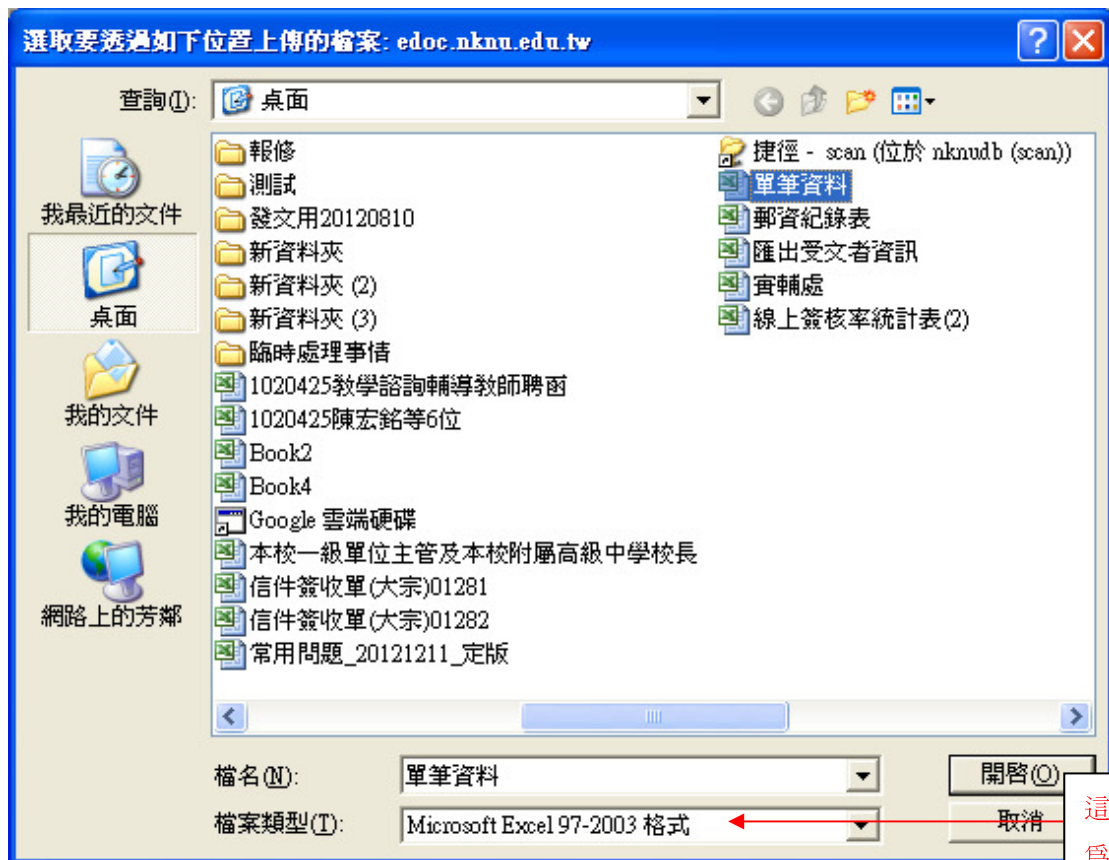 選取要透過如下位置上傳的檔案: edoc.nknu.edu.tw
查詢(I): 桌面
我最近的文件
桌面
我的文件
我的電腦
網路上的芳鄰
報修
測試
發文用20120810
新資料夾
新資料夾 (2)
新資料夾 (3)
臨時處理事情
1020425教學諮詢輔導教師聘函
1020425陳宏銘等6位
Book2
Book4
Google 雲端硬碟
本校一級單位主管及本校附屬高級中學校長
信件簽收單(大宗)01281
信件簽收單(大宗)01282
常用問題_20121211_定版
捷徑 - scan (位於 nknudb (scan))
單筆資料
郵資紀錄表
匯出受文者資訊
實輔處
線上簽核率統計表(2)
檔名(N): 單筆資料 開啓(O)
檔案類型(T): Microsoft Excel 97-2003 格式 取消
這
爲